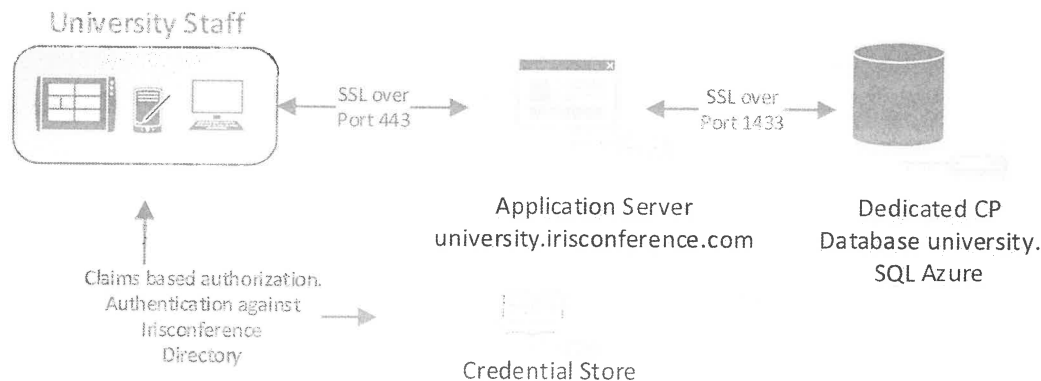 University Staff
SSL over
Port 443
SSL over
Port 1433
Application Server
university.irisconference.com
Dedicated CP
Database university.
SQL Azure
Claims based authorization.
Authentication against
Irisconference
Directory
Credential Store